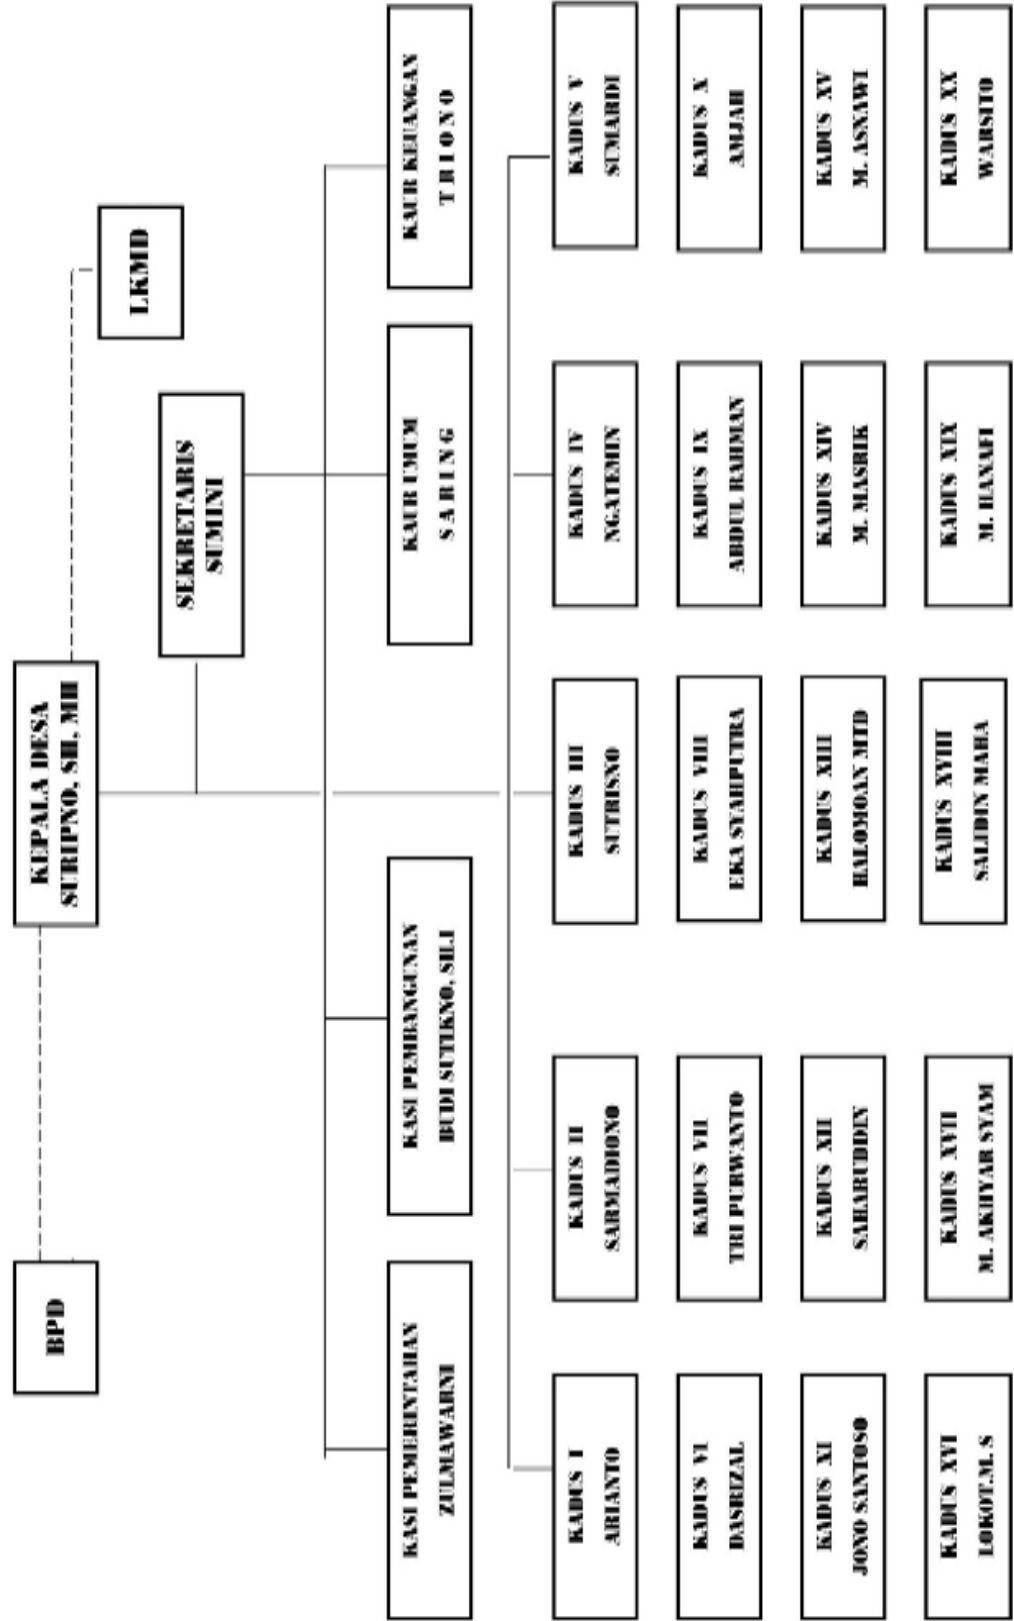 KEPALA DESA
SURIPNO, SH, MH
BPD
LKMD
SEKRETARIS
SUMINI
KASI PEMERINTAHAN
ZULMAWARNI
KASI PEMBANGUNAN
BUDI SUTIKNO, SH.I
KAUR UMUM
S A R I N G
KAUR KEUANGAN
T R I O N O
KADUS I
ARIANTO
KADUS II
SARMADIONO
KADUS III
SUTRISNO
KADUS IV
NGATEMIN
KADUS V
SUMARDI
KADUS VI
DASRIZAL
KADUS VII
TRI PURWANTO
KADUS VIII
EKA SYAHPUTRA
KADUS IX
ABDUL RAHMAN
KADUS X
AMJAH
KADUS XI
JONO SANTOSO
KADUS XII
SAHARUDDIN
KADUS XIII
HALOMOAN MTD
KADUS XIV
M. MASRIK
KADUS XV
M. ASNAWI
KADUS XVI
LOKOT.M. S
KADUS XVII
M. AKHYAR SYAM
KADUS XVIII
SALIDIN MAHA
KADUS XIX
M. HANAFI
KADUS XX
WARSITO